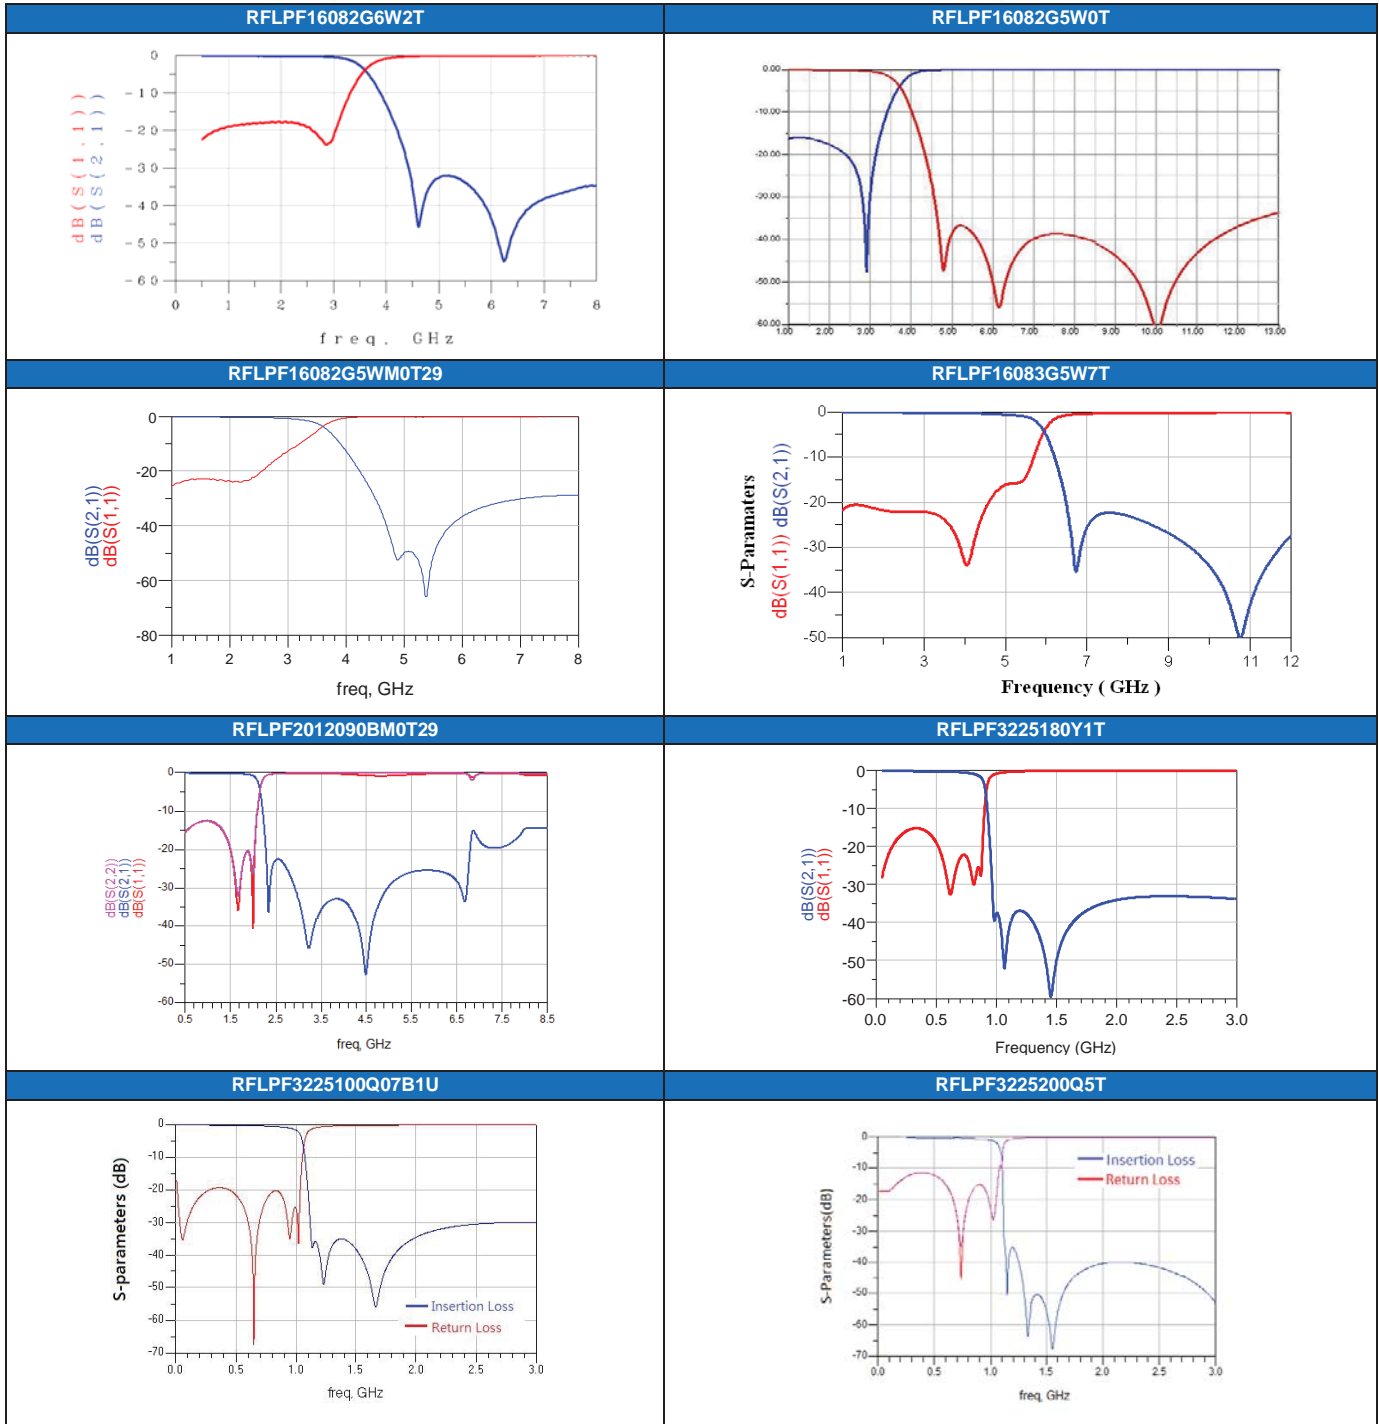 RFLPF16082G6W2T
RFLPF16082G5W0T
dB(S(1,1))
dB(S(2,1))
0
-10
-20
-30
-40
-50
-60
0 1 2 3 4 5 6 7 8
freq. GHz
0.00
-10.00
-20.00
-30.00
-40.00
-50.00
-60.00
1.00 2.00 3.00 4.00 5.00 6.00 7.00 8.00 9.00 10.00 11.00 12.00 13.00
RFLPF16082G5WM0T29
RFLPF16083G5W7T
dB(S(2,1))
dB(S(1,1))
0
-20
-40
-60
-80
1 2 3 4 5 6 7 8
freq, GHz
S-Paramaters
dB(S(1,1)) dB(S(2,1))
0
-10
-20
-30
-40
-50
1 3 5 7 9 11 12
Frequency ( GHz )
RFLPF2012090BM0T29
RFLPF3225180Y1T
dB(S(2,2))
dB(S(2,1))
dB(S(1,1))
0
-10
-20
-30
-40
-50
-60
0.5 1.5 2.5 3.5 4.5 5.5 6.5 7.5 8.5
freq, GHz
dB(S(2,1))
dB(S(1,1))
0
-10
-20
-30
-40
-50
-60
0.0 0.5 1.0 1.5 2.0 2.5 3.0
Frequency (GHz)
RFLPF3225100Q07B1U
RFLPF3225200Q5T
S-parameters (dB)
0
-10
-20
-30
-40
-50
-60
-70
Insertion Loss
Return Loss
0.0 0.5 1.0 1.5 2.0 2.5 3.0
freq, GHz
S-Parameters(dB)
0
-10
-20
-30
-40
-50
-60
-70
Insertion Loss
Return Loss
0.0 0.5 1.0 1.5 2.0 2.5 3.0
freq, GHz